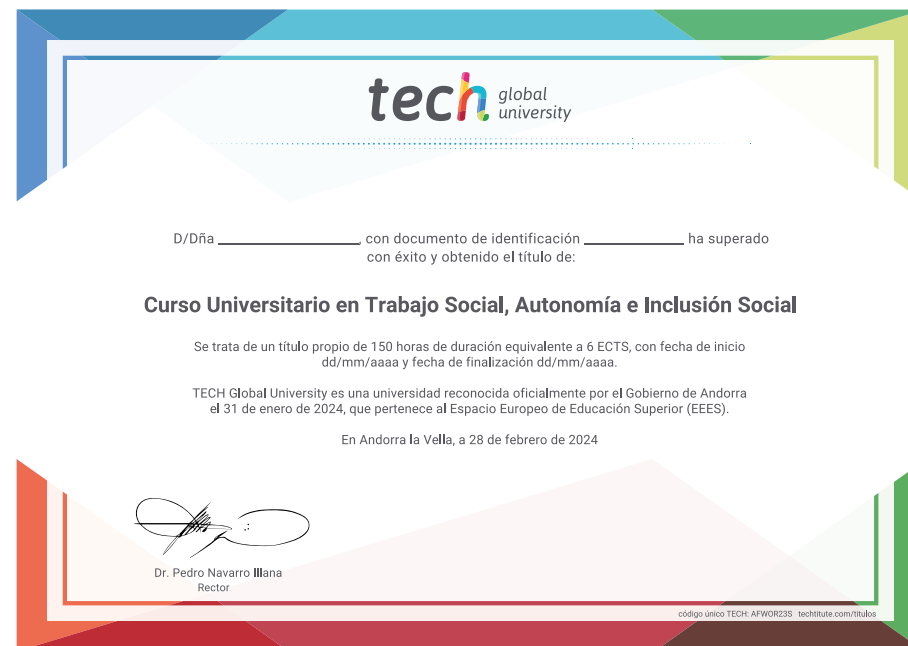 tech global university
D/Dña ____________________, con documento de identificación ______________ ha superado
con éxito y obtenido el título de:
Curso Universitario en Trabajo Social, Autonomía e Inclusión Social
Se trata de un título propio de 150 horas de duración equivalente a 6 ECTS, con fecha de inicio
dd/mm/aaaa y fecha de finalización dd/mm/aaaa.
TECH Global University es una universidad reconocida oficialmente por el Gobierno de Andorra
el 31 de enero de 2024, que pertenece al Espacio Europeo de Educación Superior (EEES).
En Andorra la Vella, a 28 de febrero de 2024
Dr. Pedro Navarro Illana
Rector
código único TECH: AFWOR23S techtitute.com/titulos